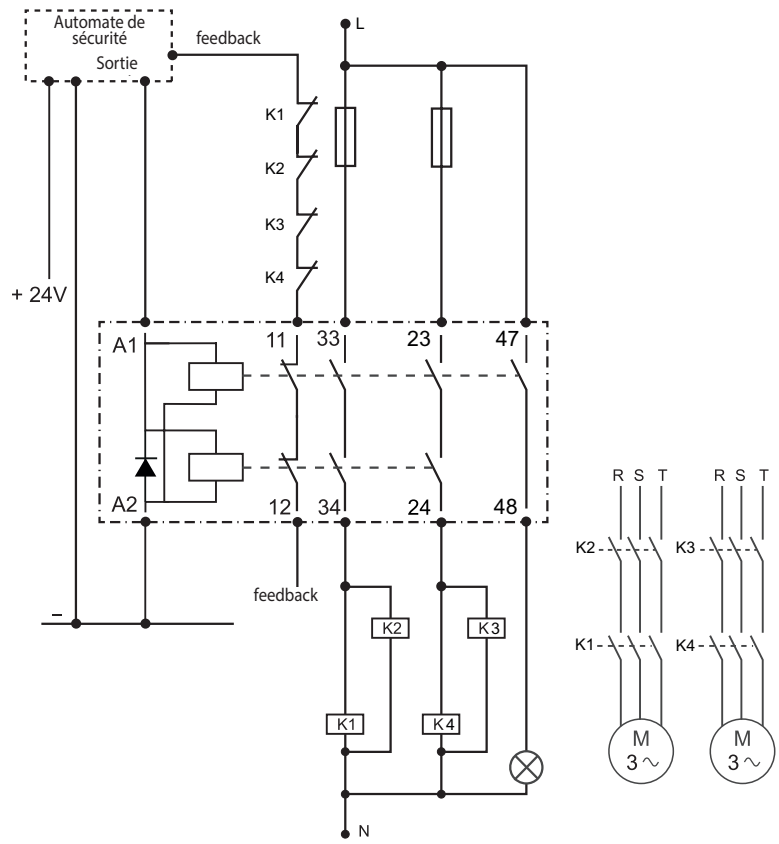 Automate de
sécurité
Sortie
feedback
L
K1
K2
K3
K4
+ 24V
A1
11
33
23
47
A2
12
34
24
48
feedback
–
K2
K3
K1
K4
N
R S T
R S T
K2
K3
K1
K4
M
3 ~
M
3 ~